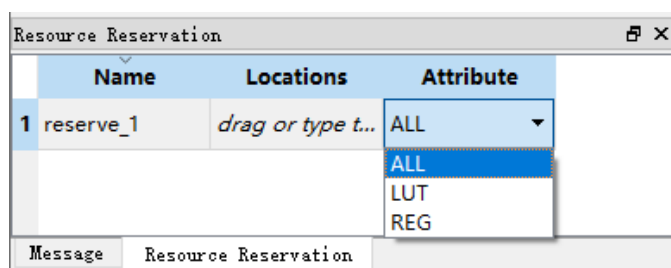 Resource Reservation
Name Locations Attribute
1 reserve_1 drag or type t... ALL
ALL
LUT
REG
Message Resource Reservation